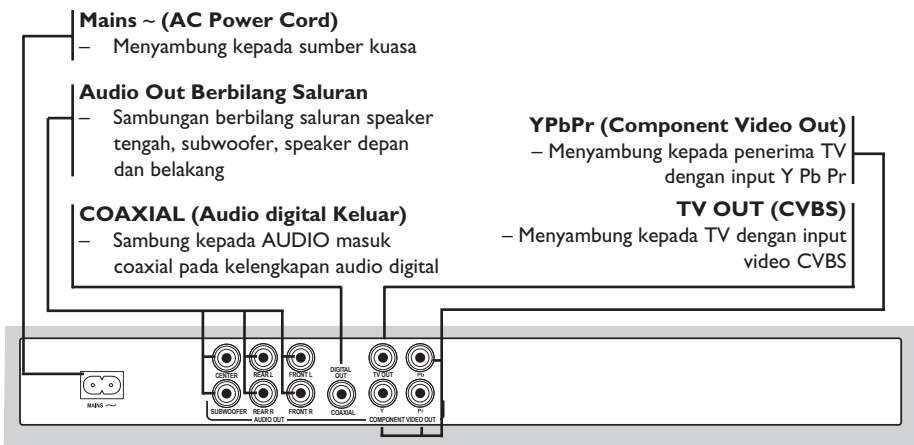 Mains ~ (AC Power Cord)
– Menyambung kepada sumber kuasa
Audio Out Berbilang Saluran
– Sambungan berbilang saluran speaker
tengah, subwoofer, speaker depan
dan belakang
COAXIAL (Audio digital Keluar)
– Sambung kepada AUDIO masuk
coaxial pada kelengkapan audio digital
YPbPr (Component Video Out)
– Menyambung kepada penerima TV
dengan input Y Pb Pr
TV OUT (CVBS)
– Menyambung kepada TV dengan input
video CVBS
MAINS ~
CENTER
REAR L
FRONT L
DIGITAL
OUT
TV OUT
Pb
SUBWOOFER
REAR R
FRONT R
COAXIAL
Y
Pr
AUDIO OUT
COMPONENT VIDEO OUT